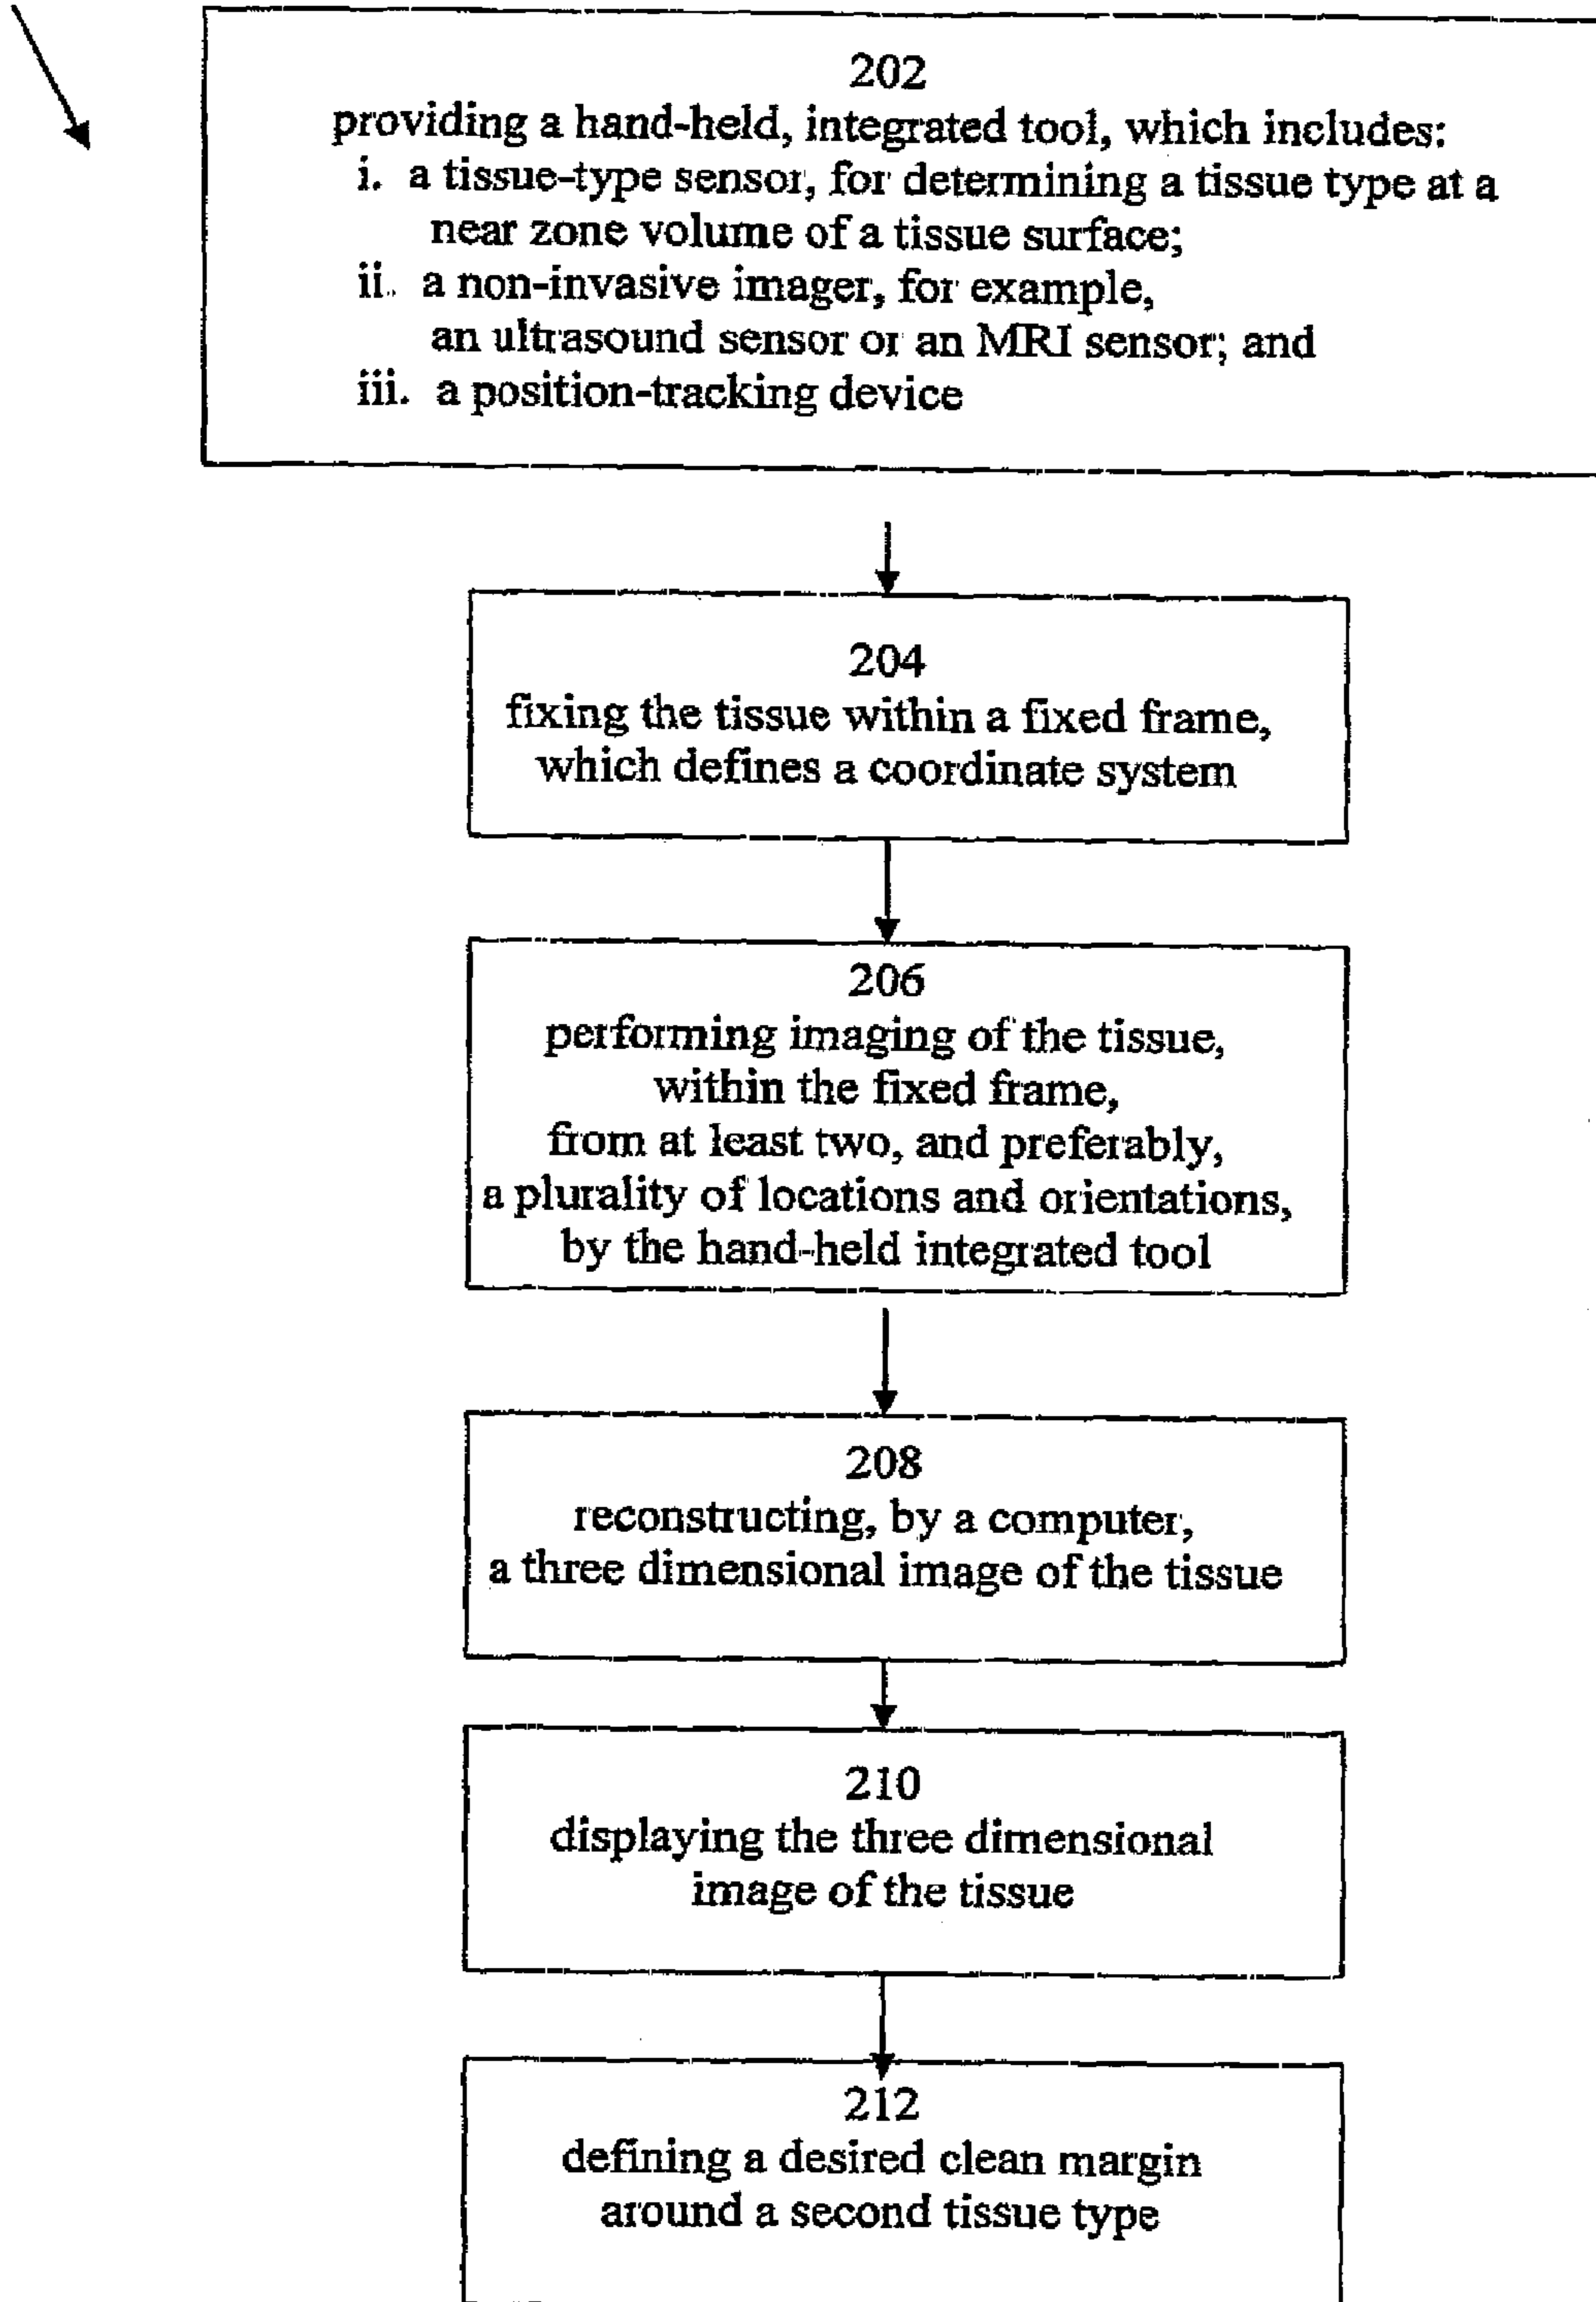 202
providing a hand-held, integrated tool, which includes:
i. a tissue-type sensor, for determining a tissue type at a
near zone volume of a tissue surface;
ii. a non-invasive imager, for example,
an ultrasound sensor or an MRI sensor; and
iii. a position-tracking device
204
fixing the tissue within a fixed frame,
which defines a coordinate system
206
performing imaging of the tissue,
within the fixed frame,
from at least two, and preferably,
a plurality of locations and orientations,
by the hand-held integrated tool
208
reconstructing, by a computer,
a three dimensional image of the tissue
210
displaying the three dimensional
image of the tissue
212
defining a desired clean margin
around a second tissue type